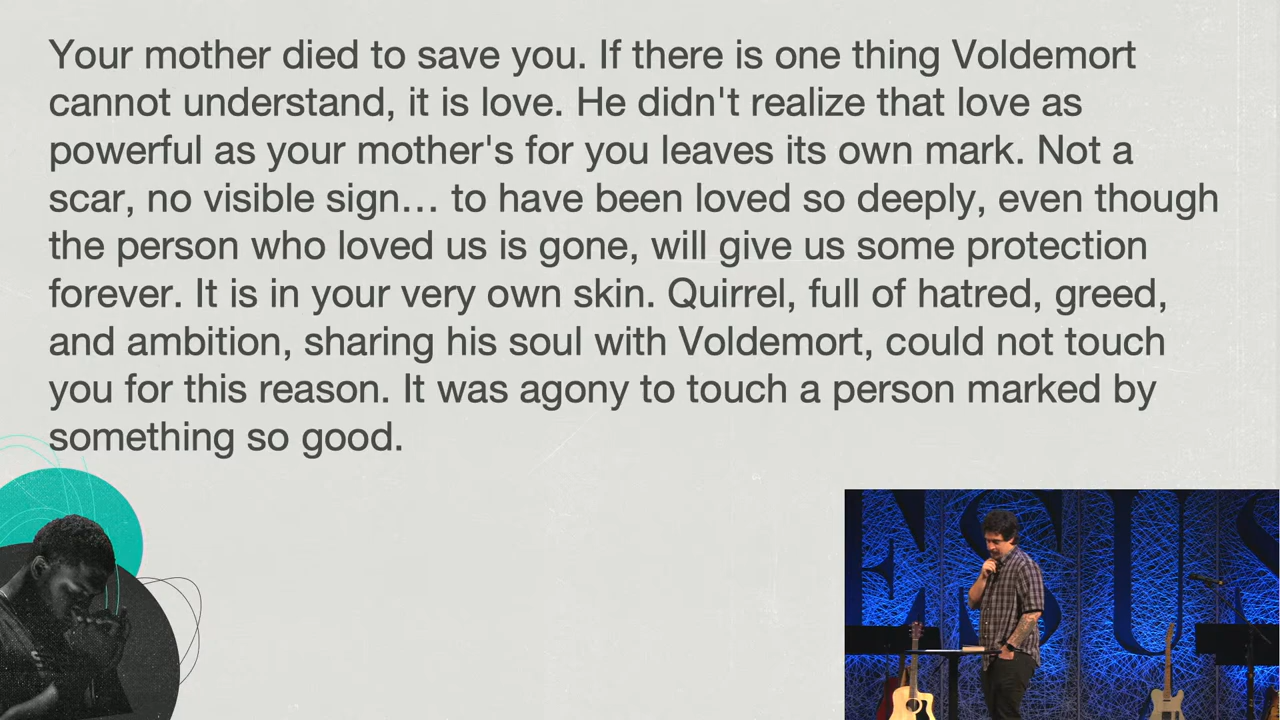 Your mother died to save you. If there is one thing Voldemort
cannot understand, it is love. He didn't realize that love as
powerful as your mother's for you leaves its own mark. Not a
scar, no visible sign… to have been loved so deeply, even though
the person who loved us is gone, will give us some protection
forever. It is in your very own skin. Quirrel, full of hatred, greed,
and ambition, sharing his soul with Voldemort, could not touch
you for this reason. It was agony to touch a person marked by
something so good.
ESUS